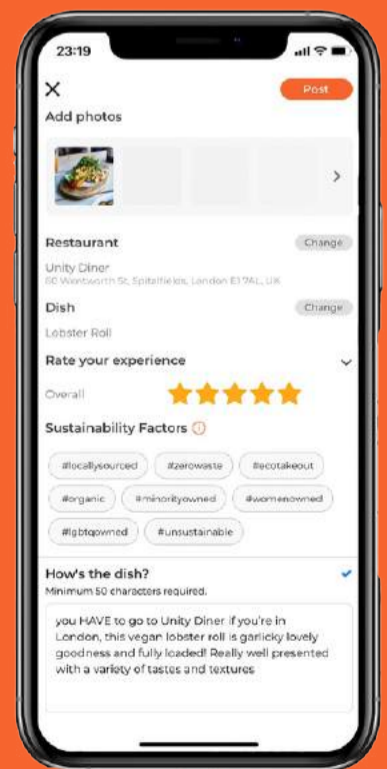 23:19
Post
Add photos
Restaurant
Change
Unity Diner
60 Wentworth St, Spitalfields, London E1 7AL, UK
Dish
Change
Lobster Roll
Rate your experience
Overall
Sustainability Factors
#locallysourced #zerowaste #ecotakeout
#organic #minorityowned #womenowned
#lgbtqowned #unsustainable
How's the dish?
Minimum 50 characters required.
you HAVE to go to Unity Diner if you're in
London, this vegan lobster roll is garlicky lovely
goodness and fully loaded! Really well presented
with a variety of tastes and textures